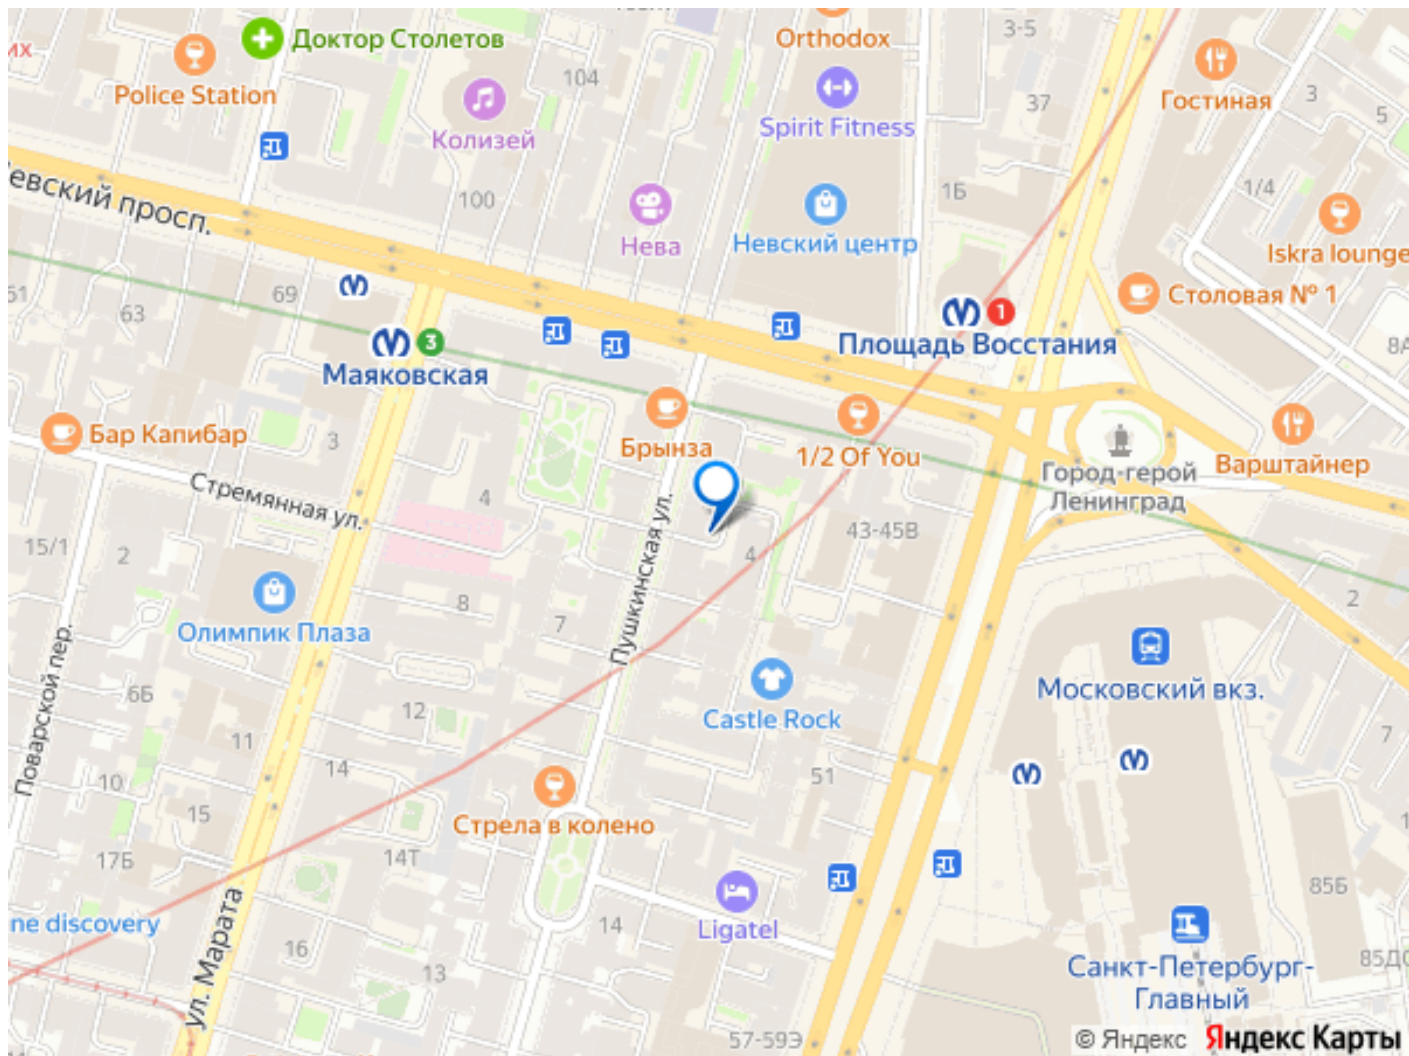 Доктор Столетов
Police Station
Колизей
104
Orthodox
Spirit Fitness
3-5
37
Гостиная
3
5
1/4
1Б
Iskra lounge
100
Нева
Невский центр
евский просп.
51
63
69
3
Маяковская
1
Площадь Восстания
Столовая № 1
8А
Бар Капибар
3
Стремянная ул.
Брынза
1/2 Of You
Город-герой
Ленинград
Варштайнер
4
Пушкинская ул.
4
43-45В
15/1
2
8
7
2
Олимпик Плаза
Поварской пер.
6Б
12
11
14
10
15
17Б
14Т
Castle Rock
Московский вкз.
7
51
Стрела в колено
ne discovery
ул. Марата
16
13
14
Ligatel
85Б
Санкт-Петербург-
Главный
57-59Э
© Яндекс Яндекс Карты